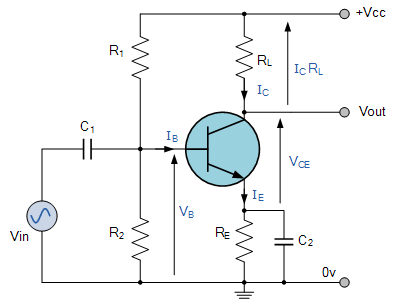 +Vcc
R1
RL
IC RL
IC
Vout
C1
IB
VCE
VB
IE
Vin
R2
RE
C2
0v